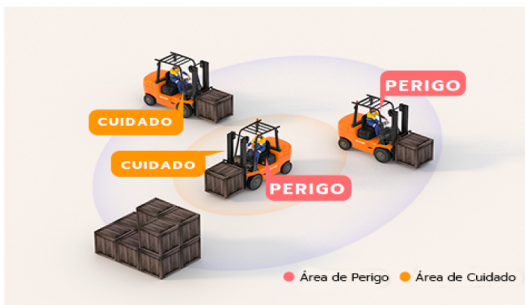 PERIGO
CUIDADO
CUIDADO
PERIGO
Área de Perigo
Área de Cuidado